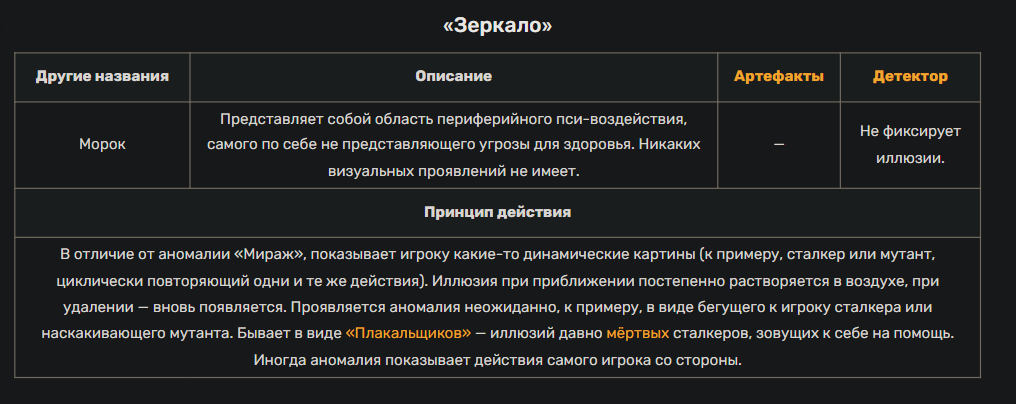 «Зеркало»
Другие названия
Описание
Артефакты
Детектор
Морок
Представляет собой область периферийного пси-воздействия,
самого по себе не представляющего угрозы для здоровья. Никаких
визуальных проявлений не имеет.
—
Не фиксирует
иллюзии.
Принцип действия
В отличие от аномалии «Мираж», показывает игроку какие-то динамические картины (к примеру, сталкер или мутант,
циклически повторяющий одни и те же действия). Иллюзия при приближении постепенно растворяется в воздухе, при
удалении — вновь появляется. Проявляется аномалия неожиданно, к примеру, в виде бегущего к игроку сталкера или
наскакивающего мутанта. Бывает в виде «Плакальщиков» — иллюзий давно мёртвых сталкеров, зовущих к себе на помощь.
Иногда аномалия показывает действия самого игрока со стороны.